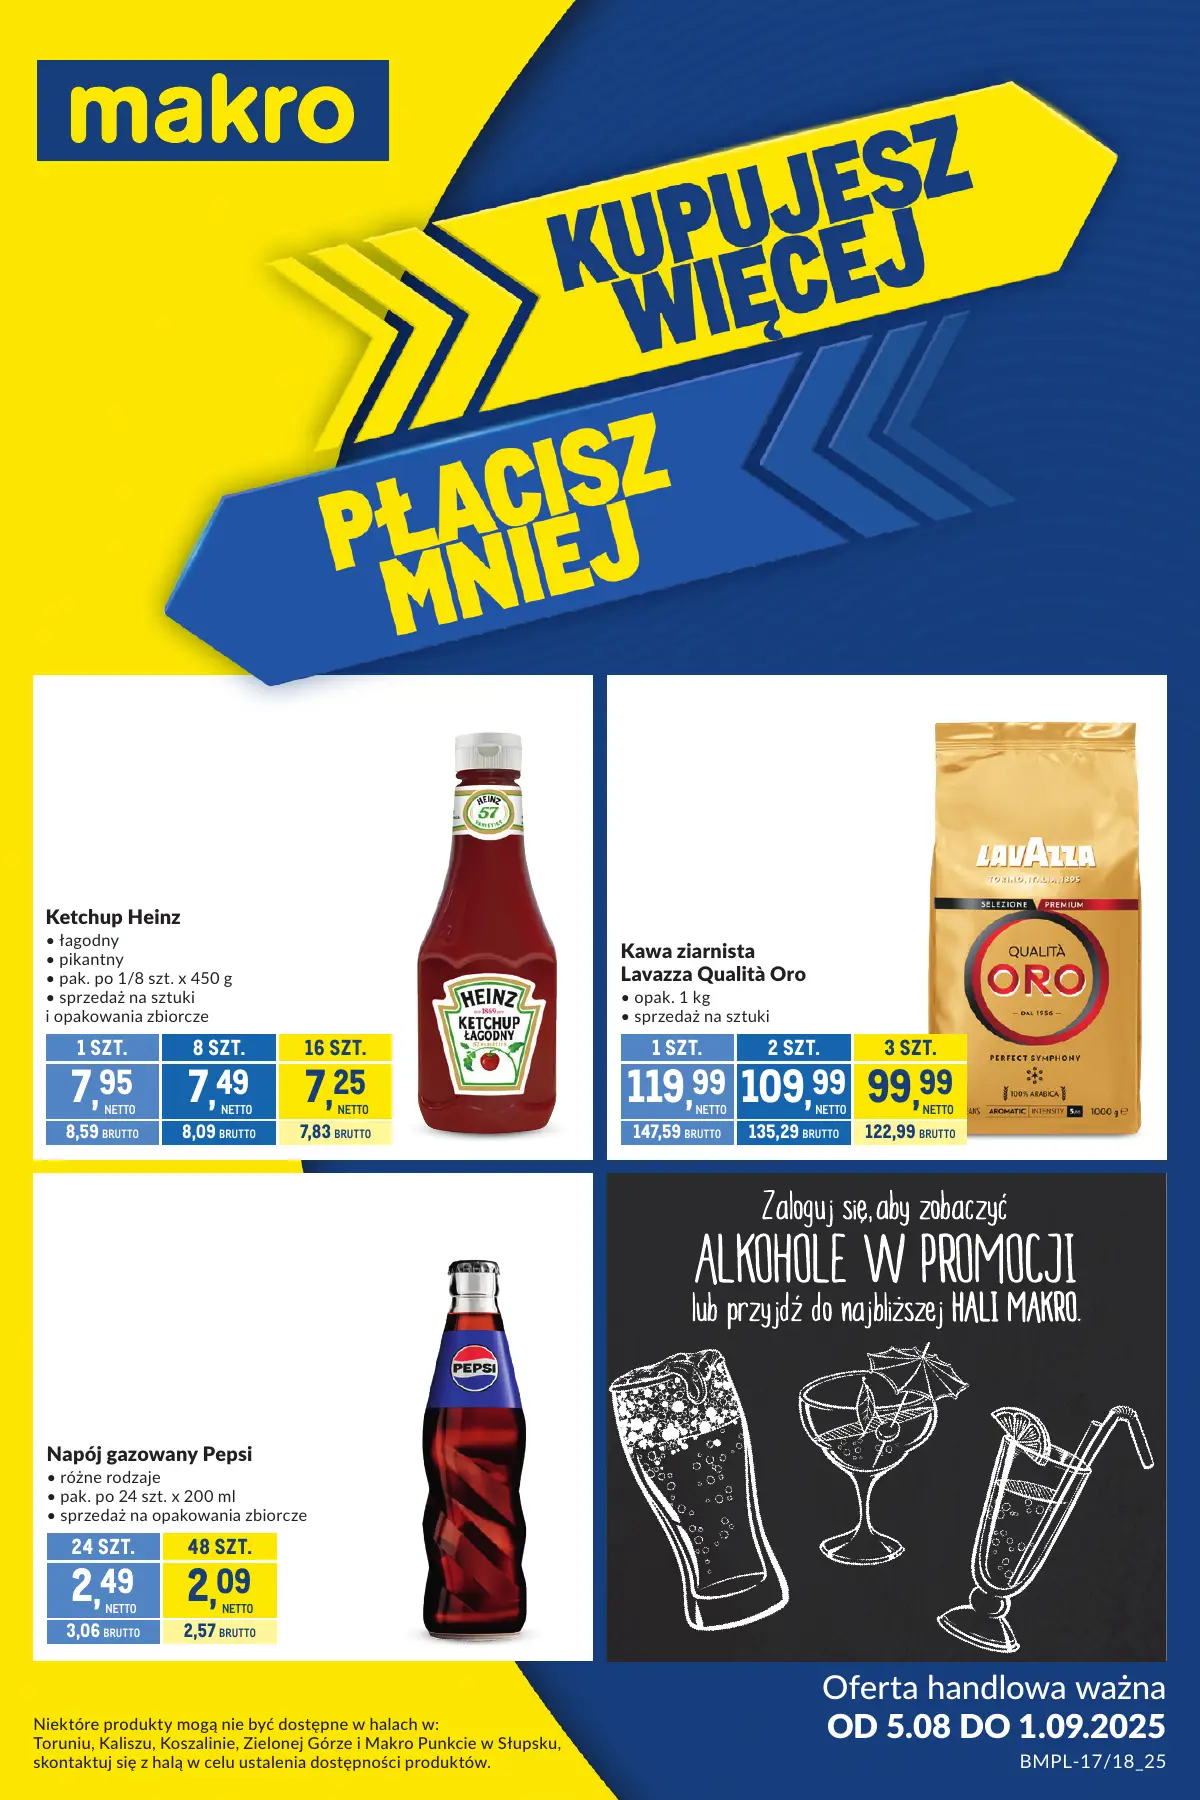 makro
KUPUJESZ
WIĘCEJ
PŁACISZ
MNIEJ
Ketchup Heinz
• łagodny
• pikantny
• pak. po 1/8 szt. x 450 g
• sprzedaż na sztuki
i opakowania zbiorcze
1 SZT. 8 SZT. 16 SZT.
7,95 NETTO 7,49 NETTO 7,25 NETTO
8,59 BRUTTO 8,09 BRUTTO 7,83 BRUTTO
HEINZ
57
VARIETIES
HEINZ
1869
KETCHUP
ŁAGODNY
Kawa ziarnista
Lavazza Qualità Oro
• opak. 1 kg
• sprzedaż na sztuki
1 SZT. 2 SZT. 3 SZT.
119,99 NETTO 109,99 NETTO 99,99 NETTO
147,59 BRUTTO 135,29 BRUTTO 122,99 BRUTTO
LAVAZZA
TORINO, ITALIA, 1895
SELEZIONE PREMIUM
QUALITÀ
ORO
DAL 1956
PERFECT SYMPHONY
100% ARABICA
AROMATIC INTENSITY 1000 g e
Napój gazowany Pepsi
• różne rodzaje
• pak. po 24 szt. x 200 ml
• sprzedaż na opakowania zbiorcze
24 SZT. 48 SZT.
2,49 NETTO 2,09 NETTO
3,06 BRUTTO 2,57 BRUTTO
PEPSI
Zaloguj się, aby zobaczyć
ALKOHOLE W PROMOCJI
lub przyjdź do najbliższej HALI MAKRO.
Niektóre produkty mogą nie być dostępne w halach w:
Toruniu, Kaliszu, Koszalinie, Zielonej Górze i Makro Punkcie w Słupsku,
skontaktuj się z halą w celu ustalenia dostępności produktów.
Oferta handlowa ważna
OD 5.08 DO 1.09.2025
BMPL-17/18_25